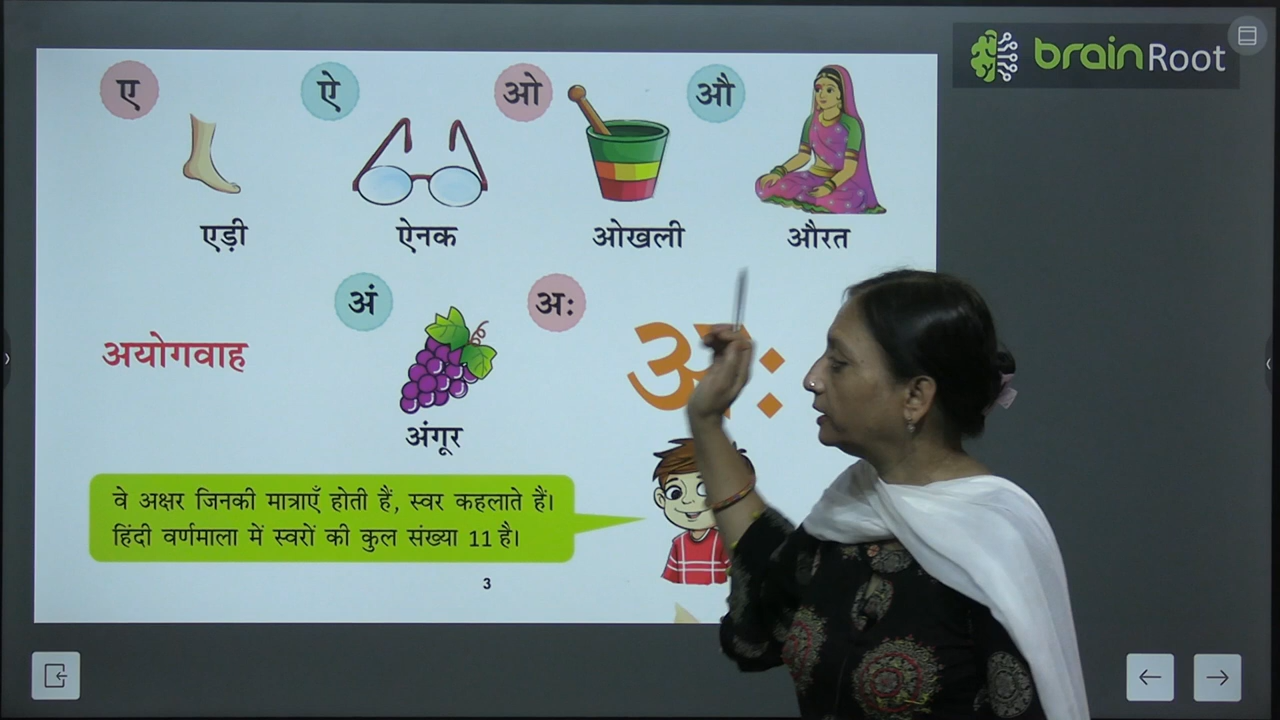 brainRoot
ए
ऐ
ओ
औ
एड़ी
ऐनक
ओखली
औरत
अं
अः
अयोगवाह
अंगूर
अः
वे अक्षर जिनकी मात्राएँ होती हैं, स्वर कहलाते हैं।
हिंदी वर्णमाला में स्वरों की कुल संख्या 11 है।
3